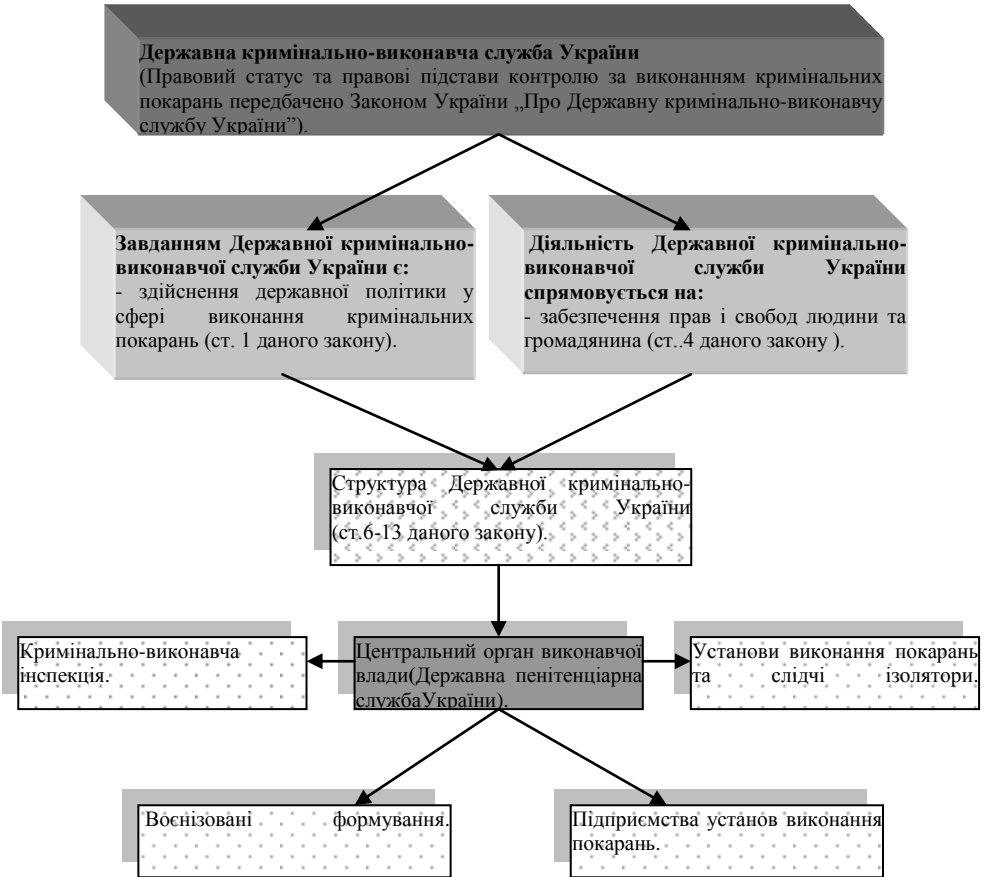 Державна кримінально-виконавча служба України
(Правовий статус та правові підстави контролю за виконанням кримінальних
покарань передбачено Законом України „Про Державну кримінально-виконавчу
службу України”).
Завданням Державної кримінально-
виконавчої служби України є:
- здійснення державної політики у
сфері виконання кримінальних
покарань (ст. 1 даного закону).
Діяльність Державної кримінально-
виконавчої служби України
спрямовується на:
- забезпечення прав і свобод людини та
громадянина (ст..4 даного закону ).
Структура Державної кримінально-
виконавчої служби України
(ст.6-13 даного закону).
Кримінально-виконавча
інспекція.
Центральний орган виконавчої
влади(Державна пенітенціарна
службаУкраїни).
Установи виконання покарань
та слідчі ізолятори.
Воєнізовані формування.
Підприємства установ виконання
покарань.